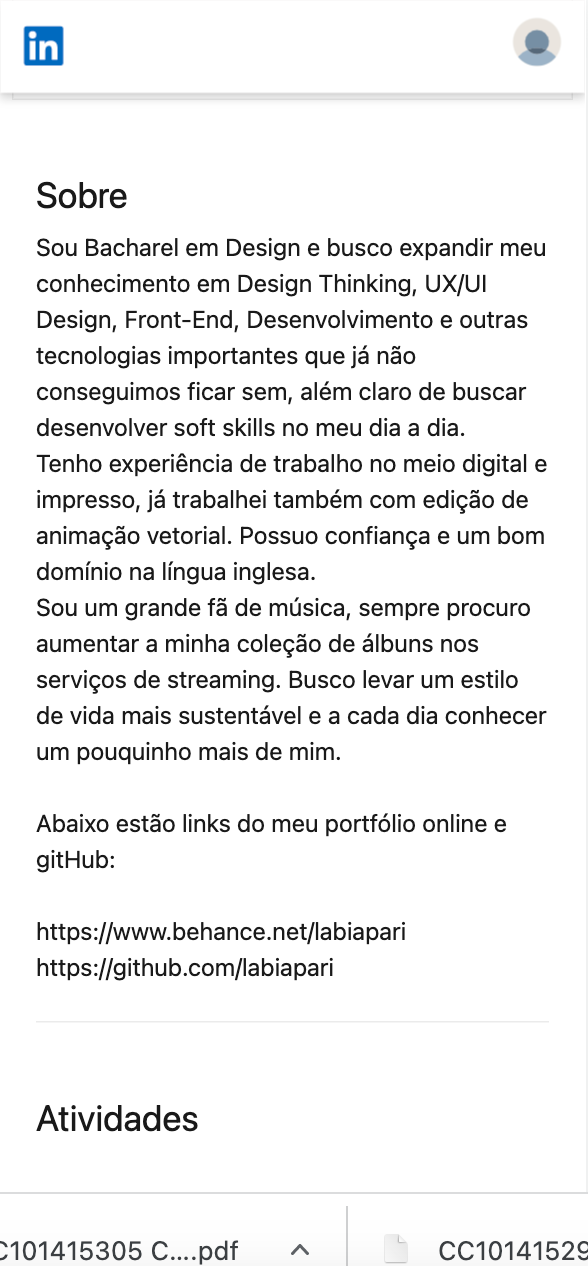 in
Sobre
Sou Bacharel em Design e busco expandir meu
conhecimento em Design Thinking, UX/UI
Design, Front-End, Desenvolvimento e outras
tecnologias importantes que já não
conseguimos ficar sem, além claro de buscar
desenvolver soft skills no meu dia a dia.
Tenho experiência de trabalho no meio digital e
impresso, já trabalhei também com edição de
animação vetorial. Possuo confiança e um bom
domínio na língua inglesa.
Sou um grande fã de música, sempre procuro
aumentar a minha coleção de álbuns nos
serviços de streaming. Busco levar um estilo
de vida mais sustentável e a cada dia conhecer
um pouquinho mais de mim.
Abaixo estão links do meu portfólio online e
gitHub:
https://www.behance.net/labiapari
https://github.com/labiapari
Atividades
CC101415305 C....pdf CC10141529